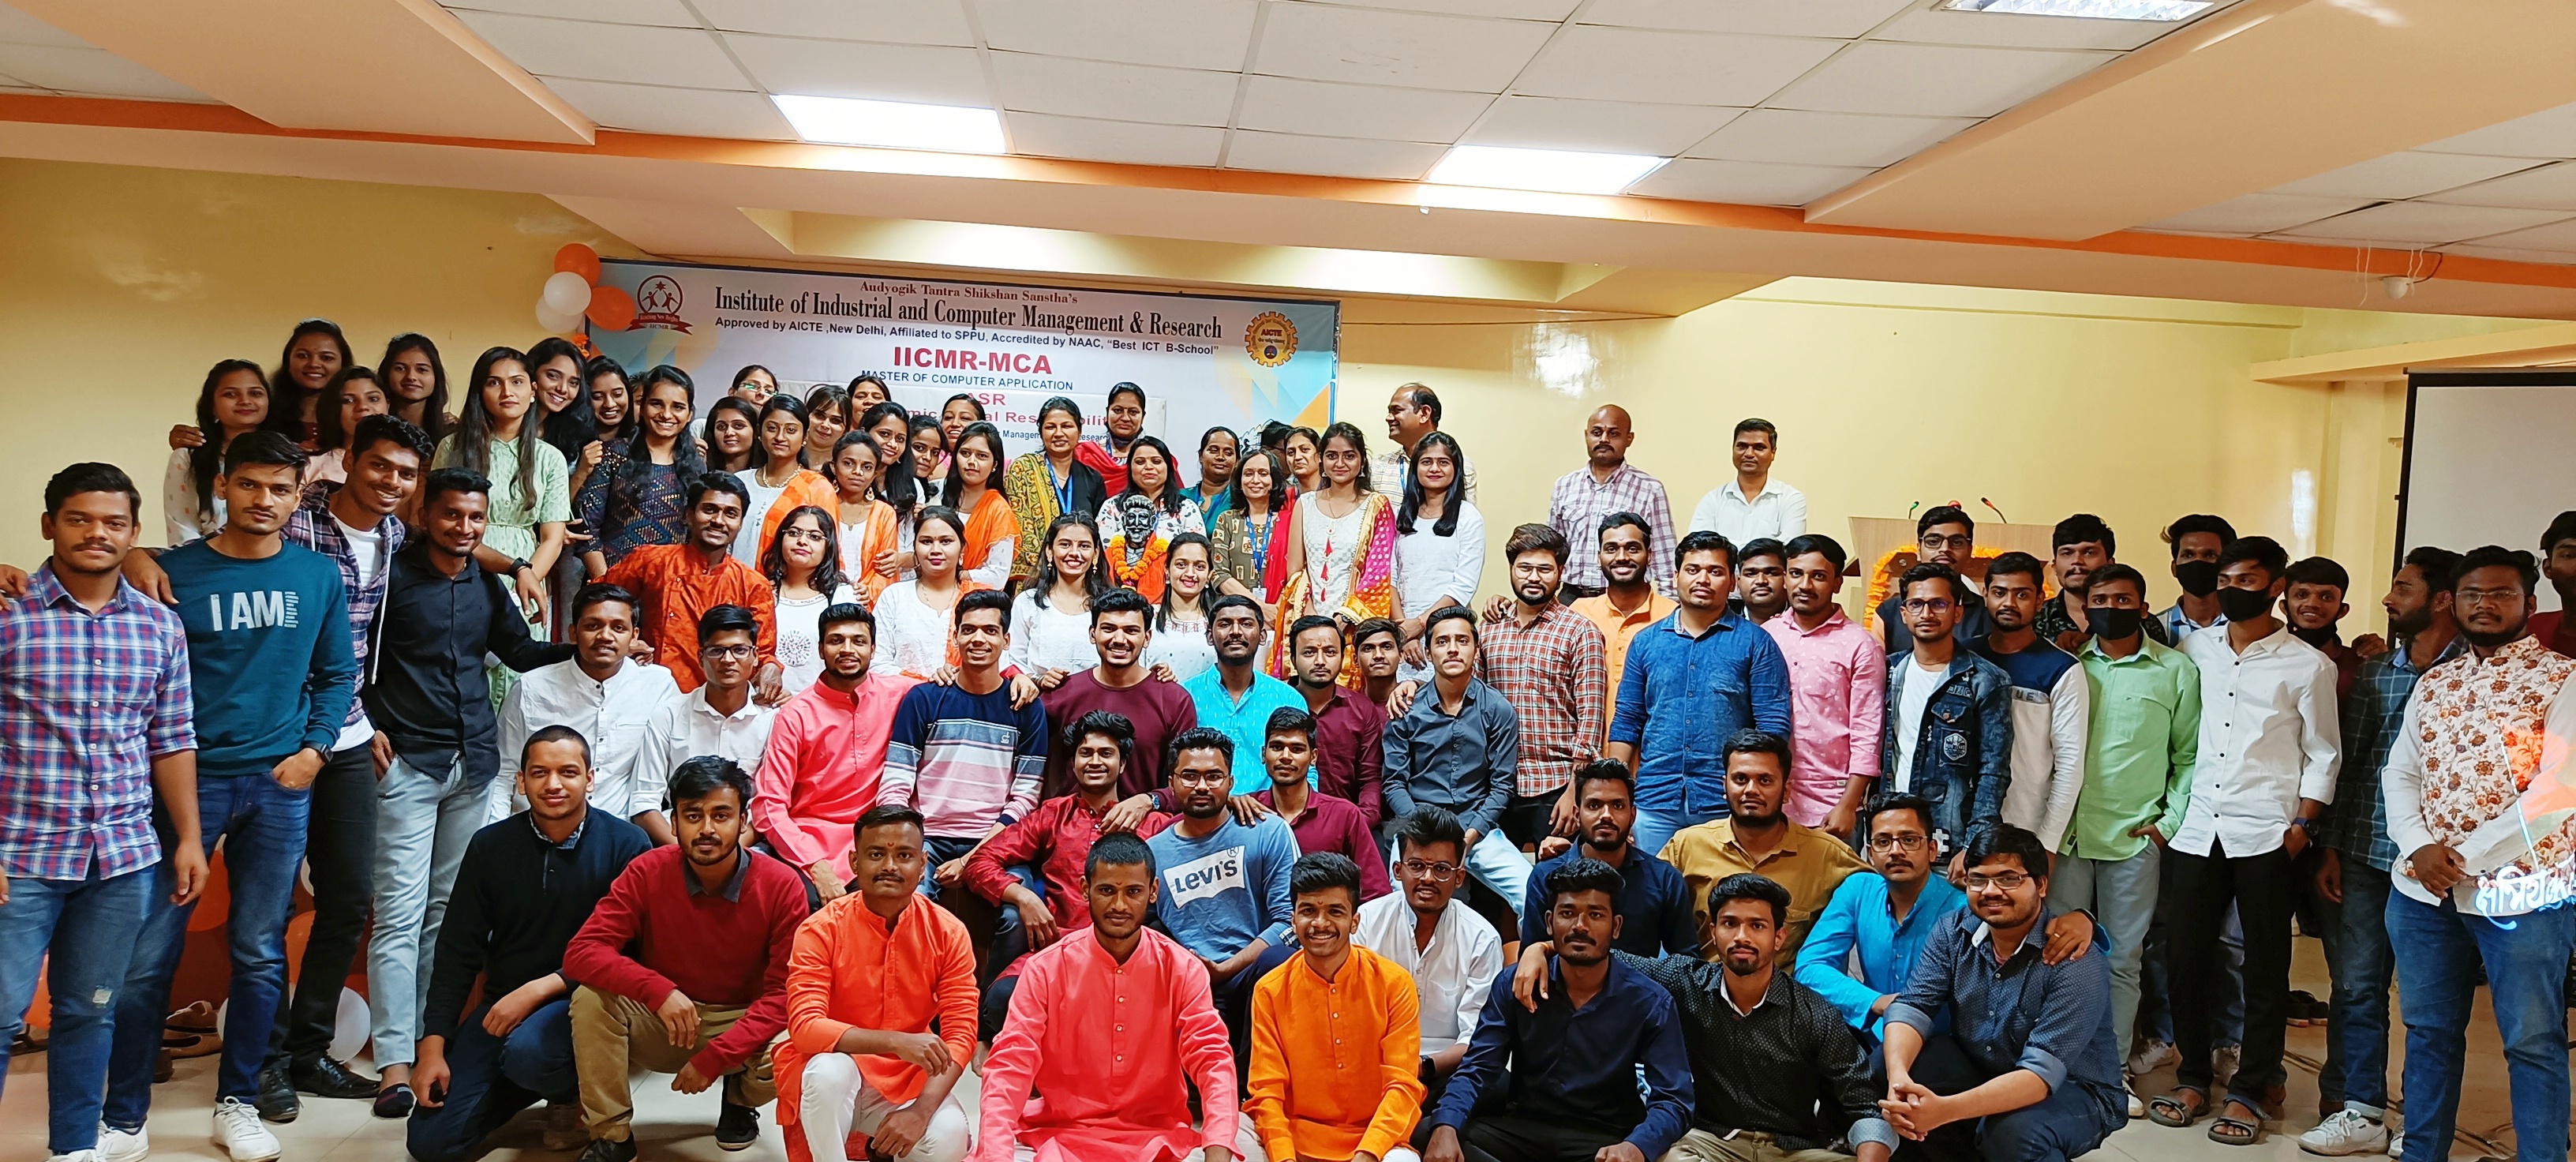 Audyogik Tantra Shikshan Sanstha's
Institute of Industrial and Computer Management & Research
Approved by AICTE ,New Delhi, Affiliated to SPPU, Accredited by NAAC, "Best ICT B-School"
AICTE
IICMR-MCA
MASTER OF COMPUTER APPLICATION
ASR
I AM
LEVI'S